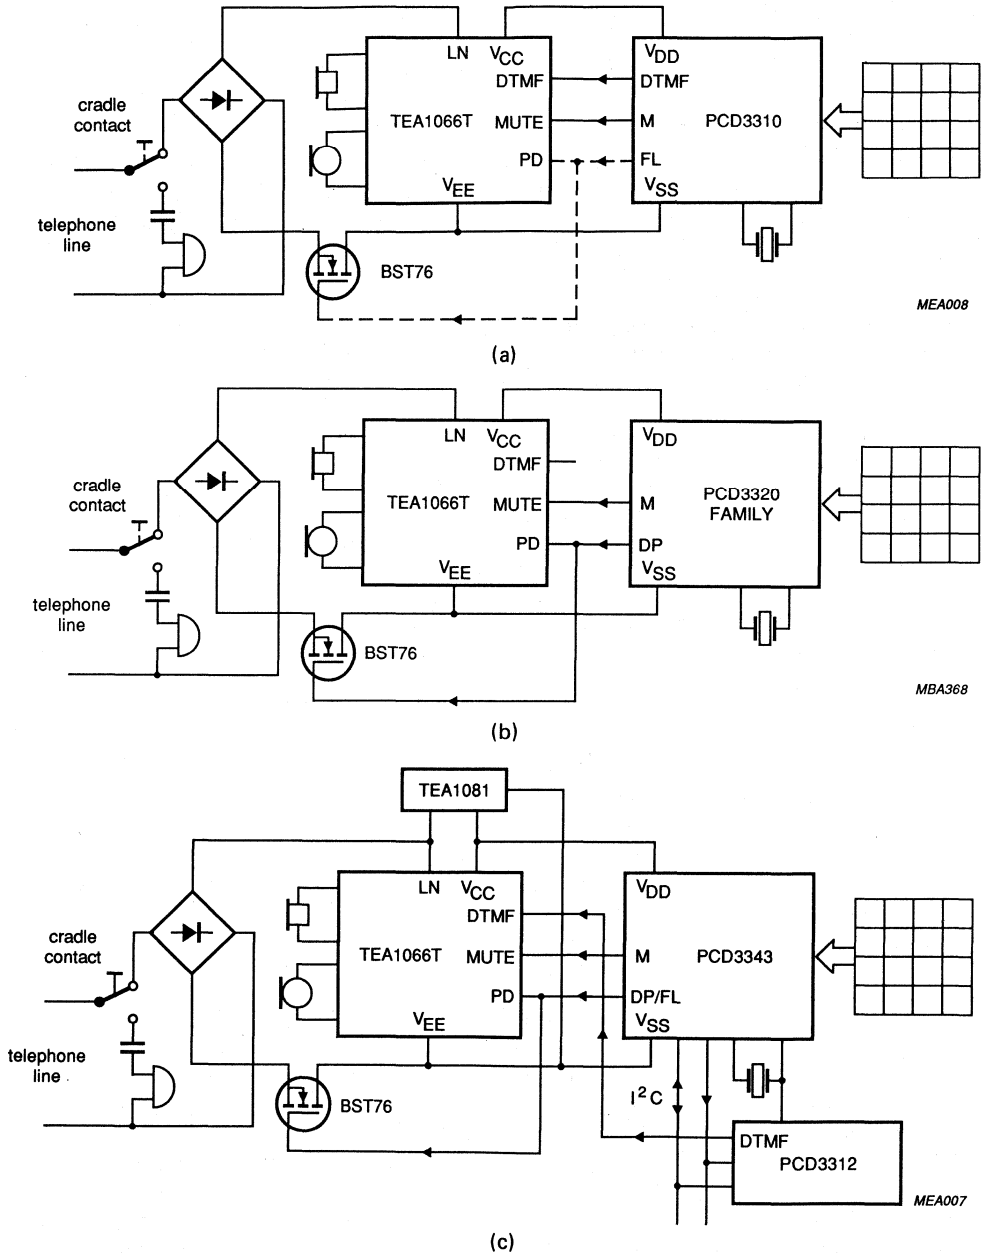 LN VCC VDD
DTMF DTMF
cradle
contact
TEA1066T MUTE M PCD3310
PD FL
VEE VSS
telephone
line
BST76
MEA008
(a)
LN VCC VDD
DTMF
cradle
contact
TEA1066T MUTE M PCD3320
FAMILY
PD DP
VEE VSS
telephone
line
BST76
MBA368
(b)
TEA1081
LN VCC VDD
DTMF
cradle
contact
TEA1066T MUTE M PCD3343
PD DP/FL
VEE VSS
telephone
line
BST76
I²C
DTMF
PCD3312
MEA007
(c)